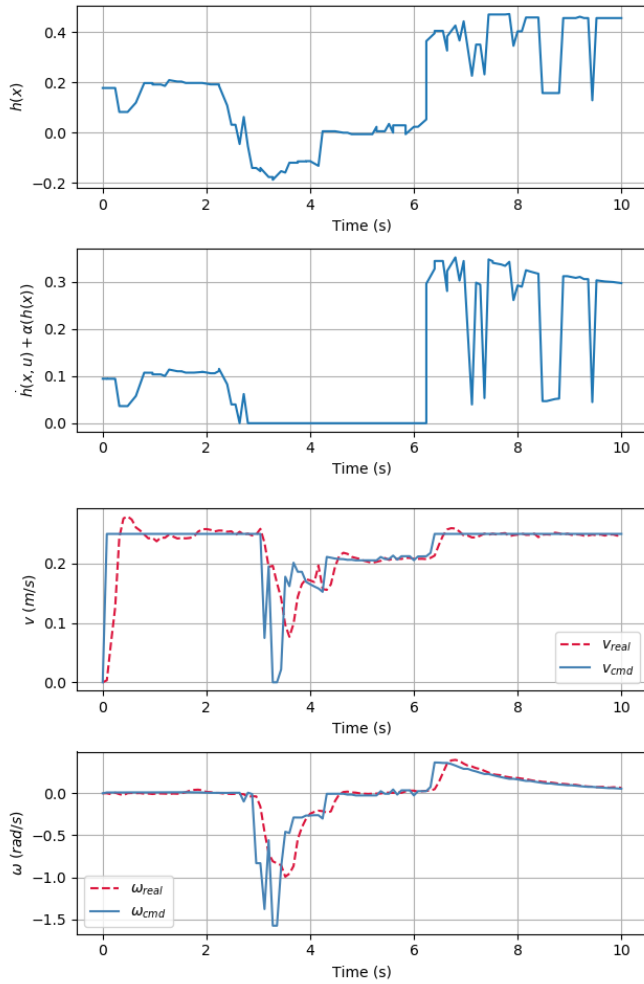 0.4
0.2
0.0
−0.2
h(x)
0 2 4 6 8 10
Time (s)
0.3
0.2
0.1
0.0
ḣ(x, u) + α(h(x))
0 2 4 6 8 10
Time (s)
0.2
0.1
0.0
v (m/s)
v_real
v_cmd
0 2 4 6 8 10
Time (s)
0.0
−0.5
−1.0
−1.5
ω (rad/s)
ω_real
ω_cmd
0 2 4 6 8 10
Time (s)